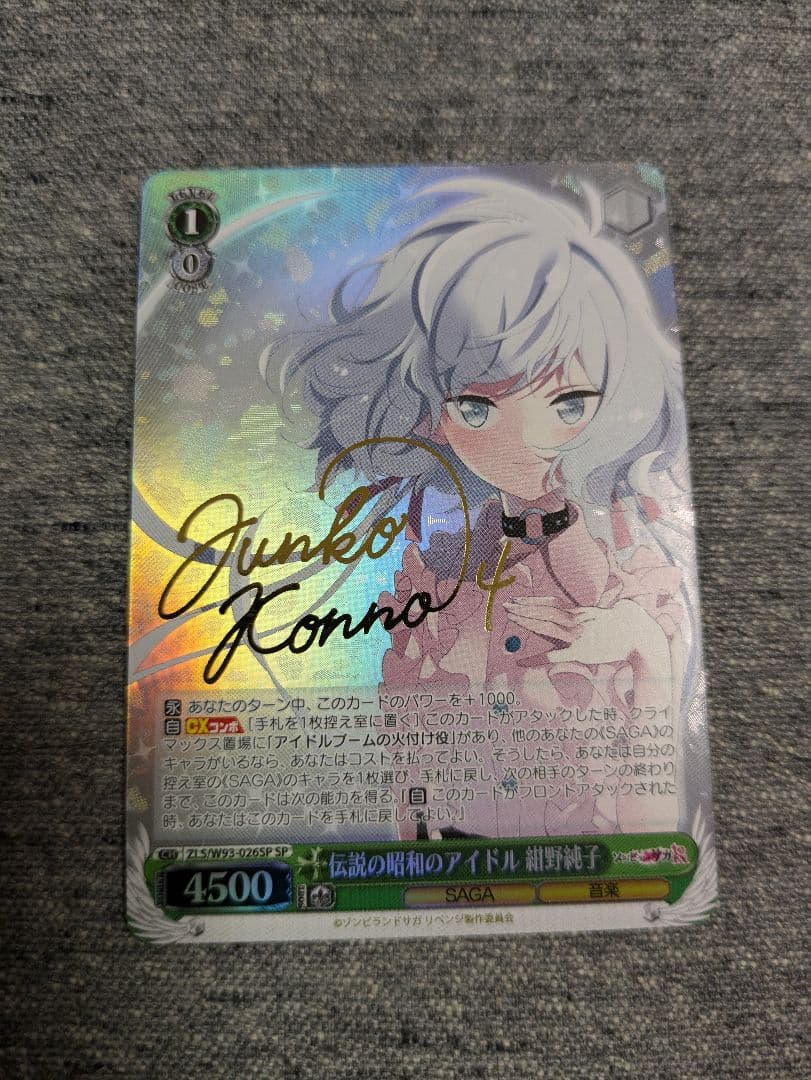 1
0
Junko
Konno 4
永 あなたのターン中、このカードのパワーを+1000。
自 CXコンボ [手札を1枚控え室に置く] このカードがアタックした時、クライ
マックス置場に「アイドルブームの火付け役」があり、他のあなたの《SAGA》の
キャラがいるなら、あなたはコストを払ってよい。そうしたら、あなたは自分の
控え室の《SAGA》のキャラを1枚選び、手札に戻し、次の相手のターンの終わり
まで、このカードは次の能力を得る。『自 このカードがフロントアタックされた
時、あなたはこのカードを手札に戻してよい。』
CH ZLS/W93-026SP SP
伝説の昭和のアイドル 紺野純子
4500
SAGA 音楽
©ゾンビランドサガ リベンジ製作委員会